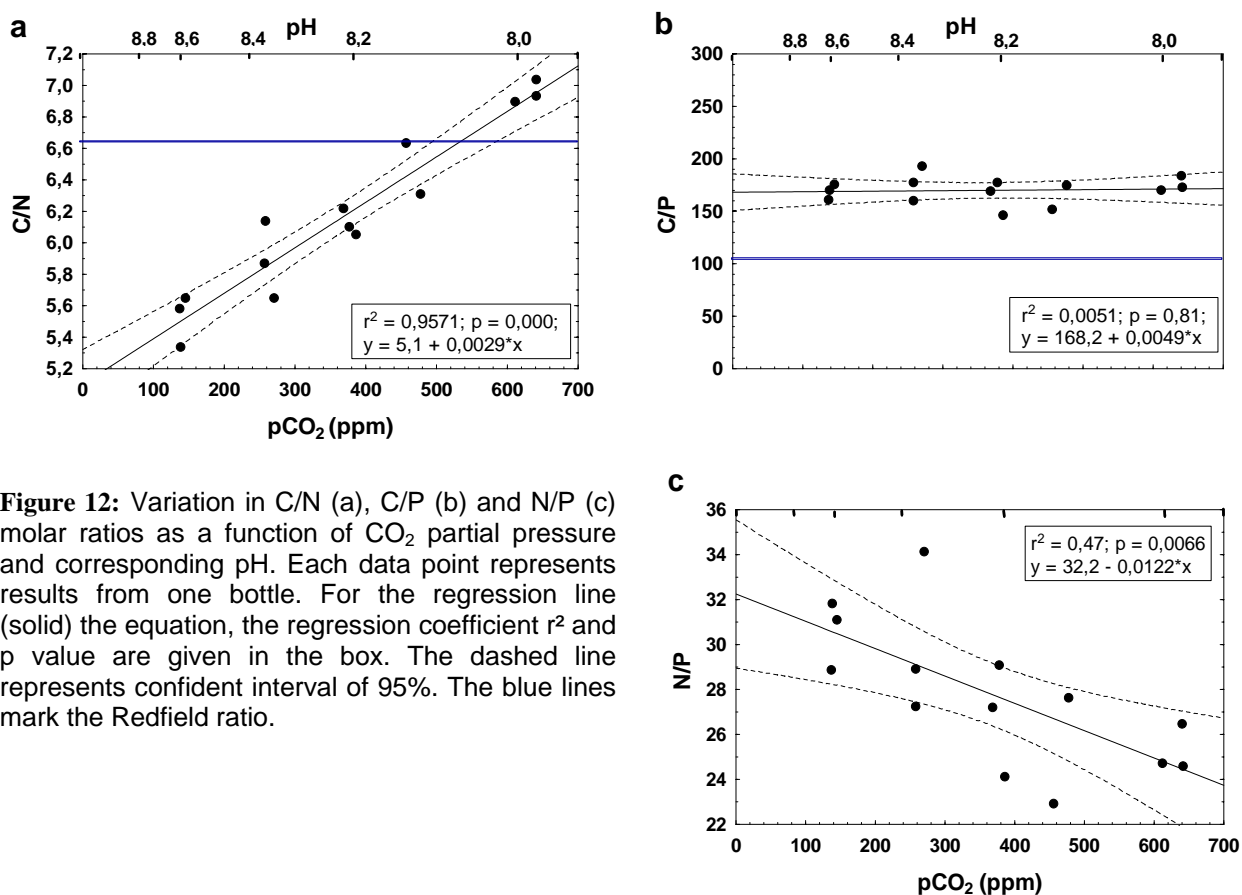 a
pH
8,8 8,6 8,4 8,2 8,0
7,2
7,0
6,8
6,6
6,4
6,2
6,0
5,8
5,6
5,4
5,2
C/N
r² = 0,9571; p = 0,000;
y = 5,1 + 0,0029*x
0 100 200 300 400 500 600 700
pCO₂ (ppm)
b
pH
8,8 8,6 8,4 8,2 8,0
300
250
200
150
100
50
0
C/P
r² = 0,0051; p = 0,81;
y = 168,2 + 0,0049*x
Figure 12: Variation in C/N (a), C/P (b) and N/P (c)
molar ratios as a function of CO₂ partial pressure
and corresponding pH. Each data point represents
results from one bottle. For the regression line
(solid) the equation, the regression coefficient r² and
p value are given in the box. The dashed line
represents confident interval of 95%. The blue lines
mark the Redfield ratio.
c
36
34
32
30
28
26
24
22
N/P
r² = 0,47; p = 0,0066
y = 32,2 - 0,0122*x
0 100 200 300 400 500 600 700
pCO₂ (ppm)